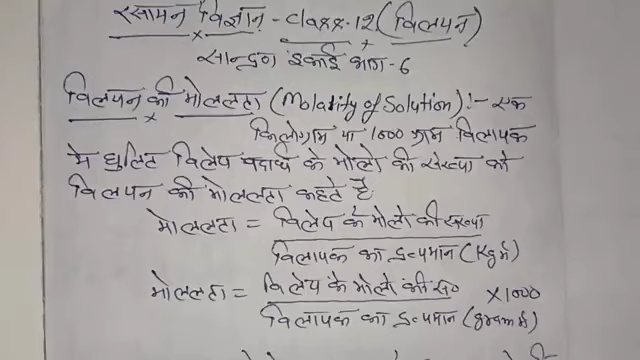 रसायन विज्ञान - Class-12 (विलयन)
सान्द्रण इकाई भाग-6
विलयन की मोललता (Molality of Solution) :- एक
किलोग्राम या 1000 ग्राम विलायक
मे घुलित विलेय पदार्थ के मोलो की संख्या को
विलयन की मोललता कहते हैं
मोललता = विलेय के मोलो की संख्या
विलायक का द्रव्यमान (Kg में)
मोललता = विलेय के मोलो की सं० ×1000
विलायक का द्रव्यमान (gram में)